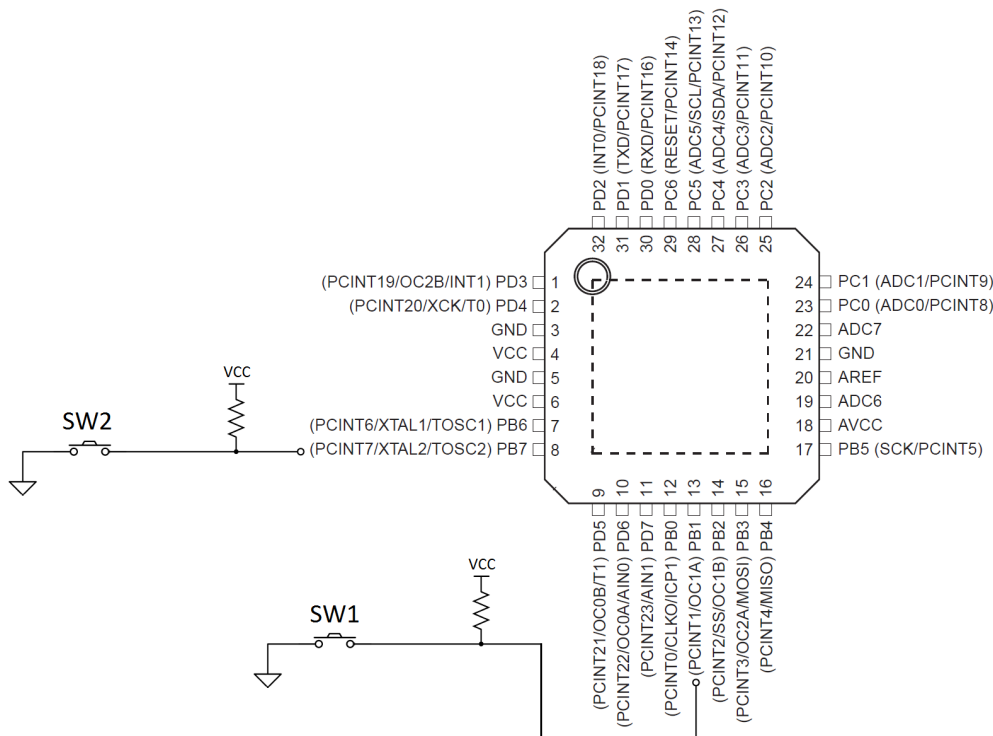 32 PD2 (INT0/PCINT18)
31 PD1 (TXD/PCINT17)
30 PD0 (RXD/PCINT16)
29 PC6 (RESET/PCINT14)
28 PC5 (ADC5/SCL/PCINT13)
27 PC4 (ADC4/SDA/PCINT12)
26 PC3 (ADC3/PCINT11)
25 PC2 (ADC2/PCINT10)
(PCINT19/OC2B/INT1) PD3 1
(PCINT20/XCK/T0) PD4 2
GND 3
VCC 4
GND 5
VCC 6
(PCINT6/XTAL1/TOSC1) PB6 7
(PCINT7/XTAL2/TOSC2) PB7 8
24 PC1 (ADC1/PCINT9)
23 PC0 (ADC0/PCINT8)
22 ADC7
21 GND
20 AREF
19 ADC6
18 AVCC
17 PB5 (SCK/PCINT5)
VCC
SW2
(PCINT21/OC0B/T1) PD5 9
(PCINT22/OC0A/AIN0) PD6 10
(PCINT23/AIN1) PD7 11
(PCINT0/CLKO/ICP1) PB0 12
(PCINT1/OC1A) PB1 13
(PCINT2/SS/OC1B) PB2 14
(PCINT3/OC2A/MOSI) PB3 15
(PCINT4/MISO) PB4 16
VCC
SW1